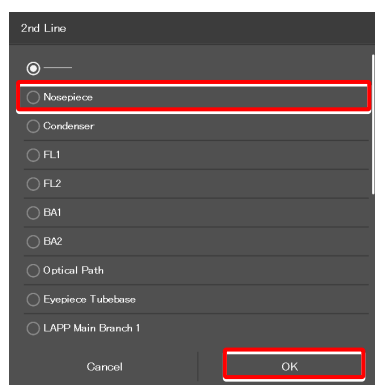 2nd Line
——
Nosepiece
Condenser
FL1
FL2
BA1
BA2
Optical Path
Eyepiece Tubebase
LAPP Main Branch 1
Cancel
OK